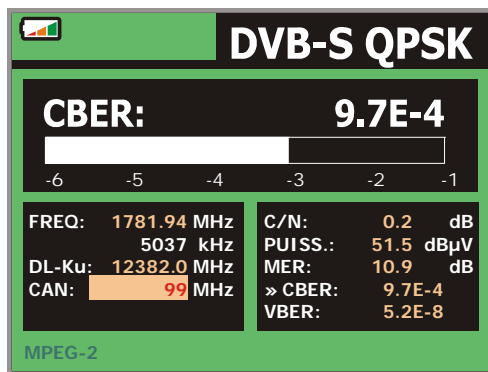 DVB-S QPSK
CBER: 9.7E-4
-6 -5 -4 -3 -2 -1
FREQ: 1781.94 MHz
5037 kHz
DL-Ku: 12382.0 MHz
CAN: 99 MHz
C/N: 0.2 dB
PUISS.: 51.5 dBµV
MER: 10.9 dB
» CBER: 9.7E-4
VBER: 5.2E-8
MPEG-2